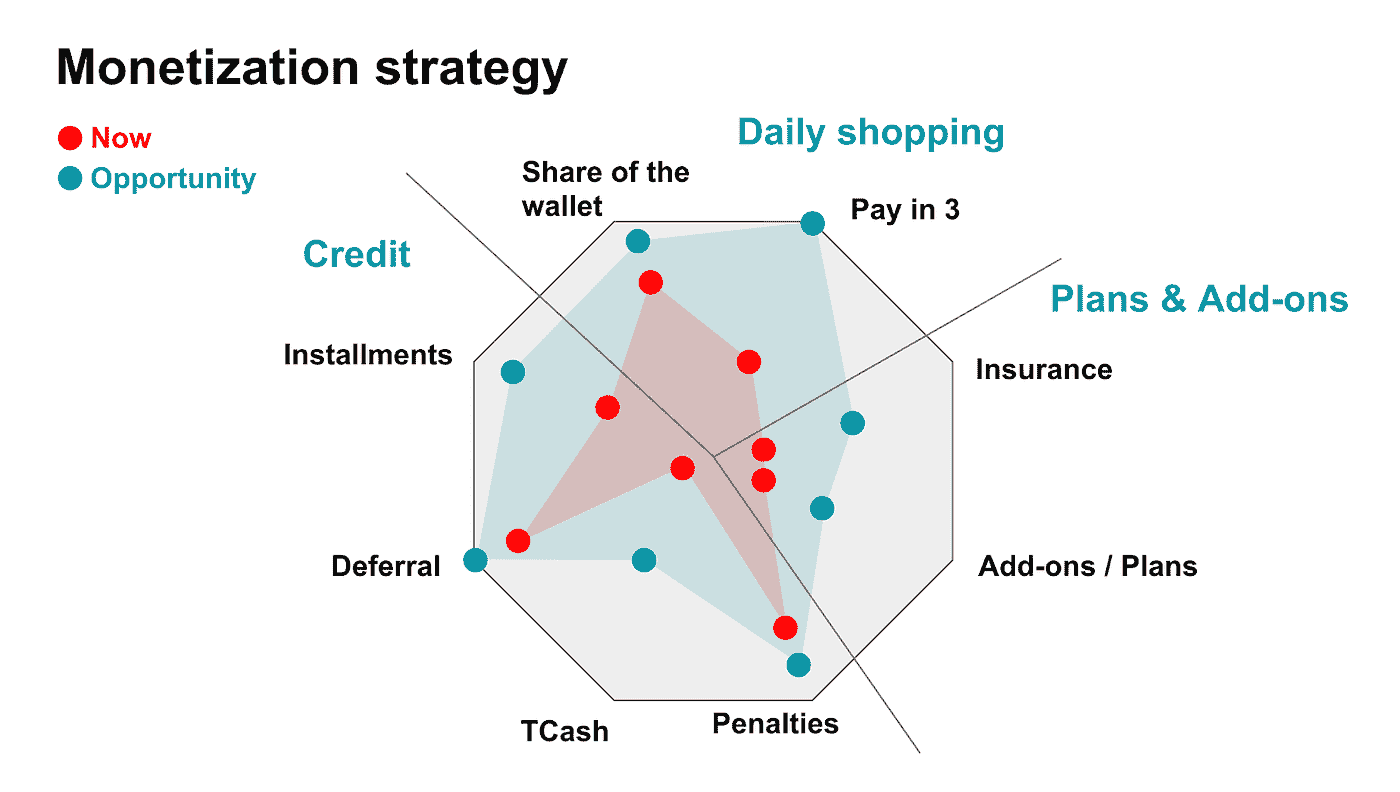 Monetization strategy
Now
Opportunity
Daily shopping
Share of the
wallet
Pay in 3
Credit
Plans & Add-ons
Installments
Insurance
Deferral
Add-ons / Plans
TCash
Penalties